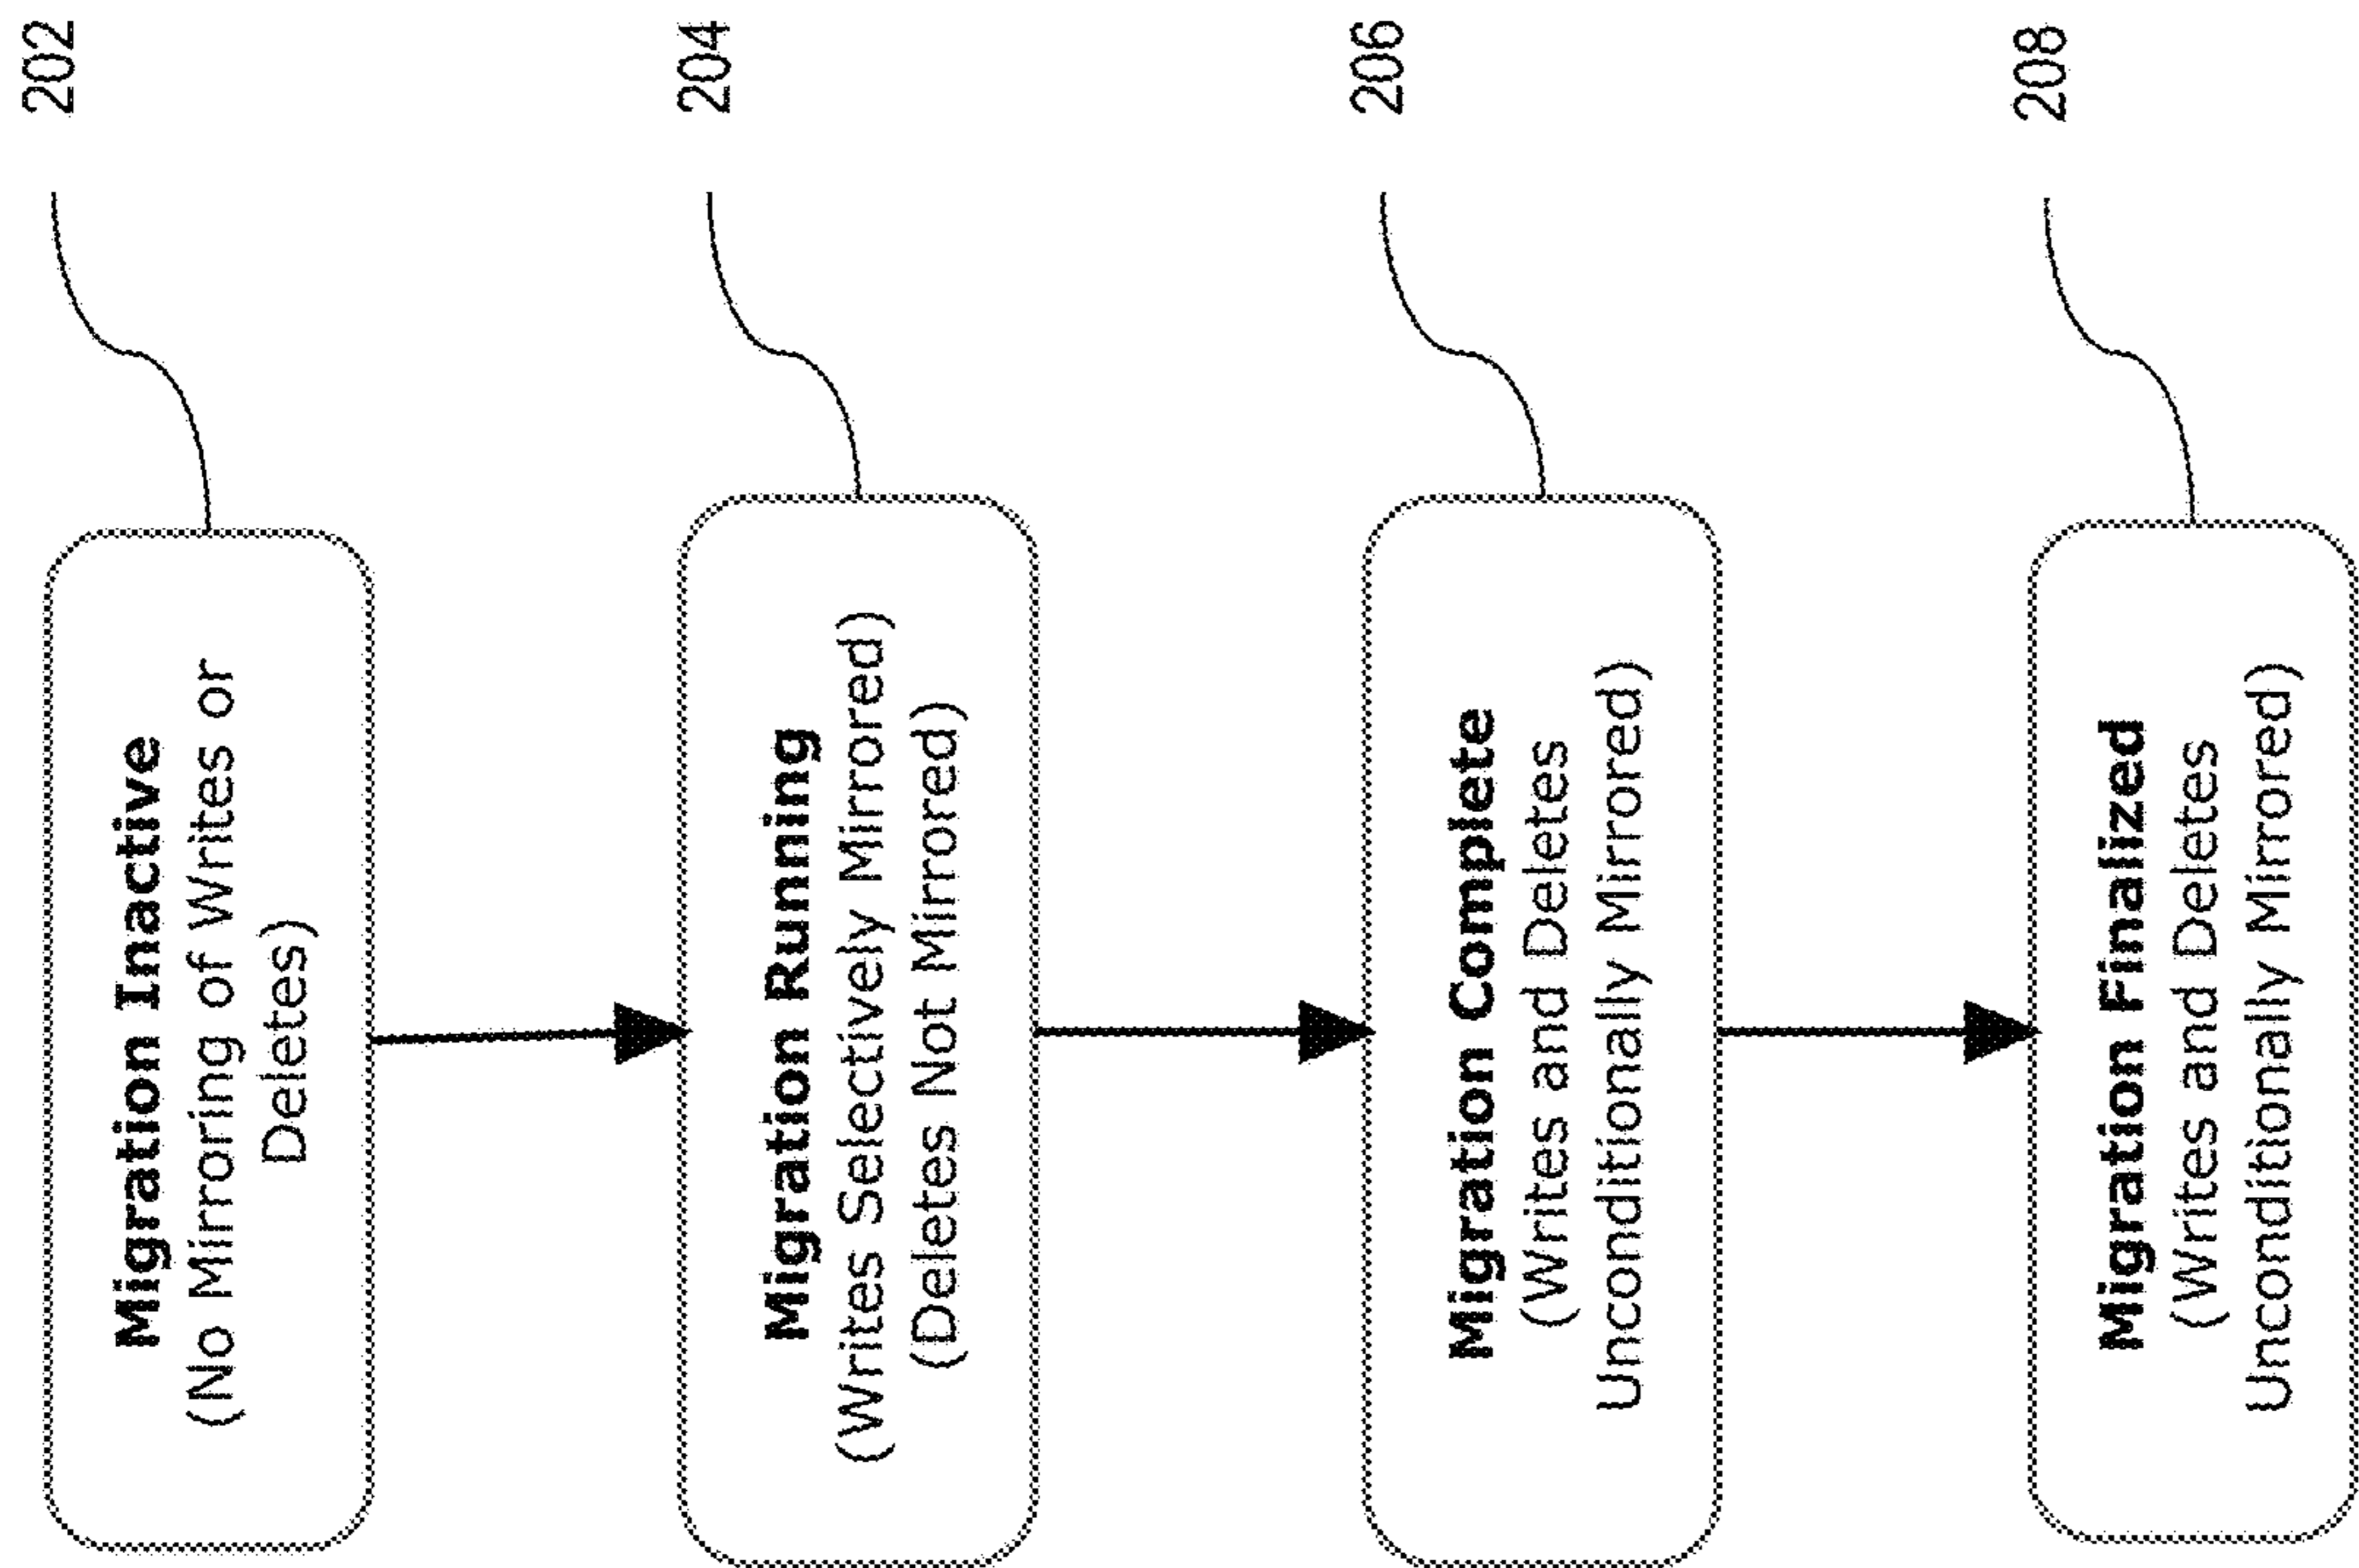 202
Migration Inactive
(No Mirroring of Writes or
Deletes)
204
Migration Running
(Writes Selectively Mirrored)
(Deletes Not Mirrored)
206
Migration Complete
(Writes and Deletes
Unconditionally Mirrored)
208
Migration Finalized
(Writes and Deletes
Unconditionally Mirrored)